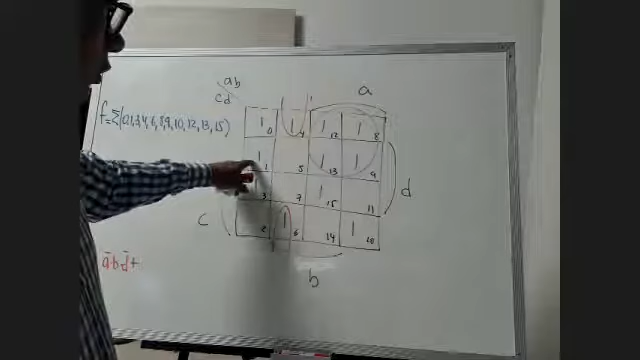 ab
cd
a
f=Σ(0,1,3,4,6,8,9,10,12,13,15)
1 0 1 4 1 12 1 8
1 1 5 1 13 1 9
3 7 1 15 11
2 1 6 14 1 10
d
c
b
ā·b·d̄+